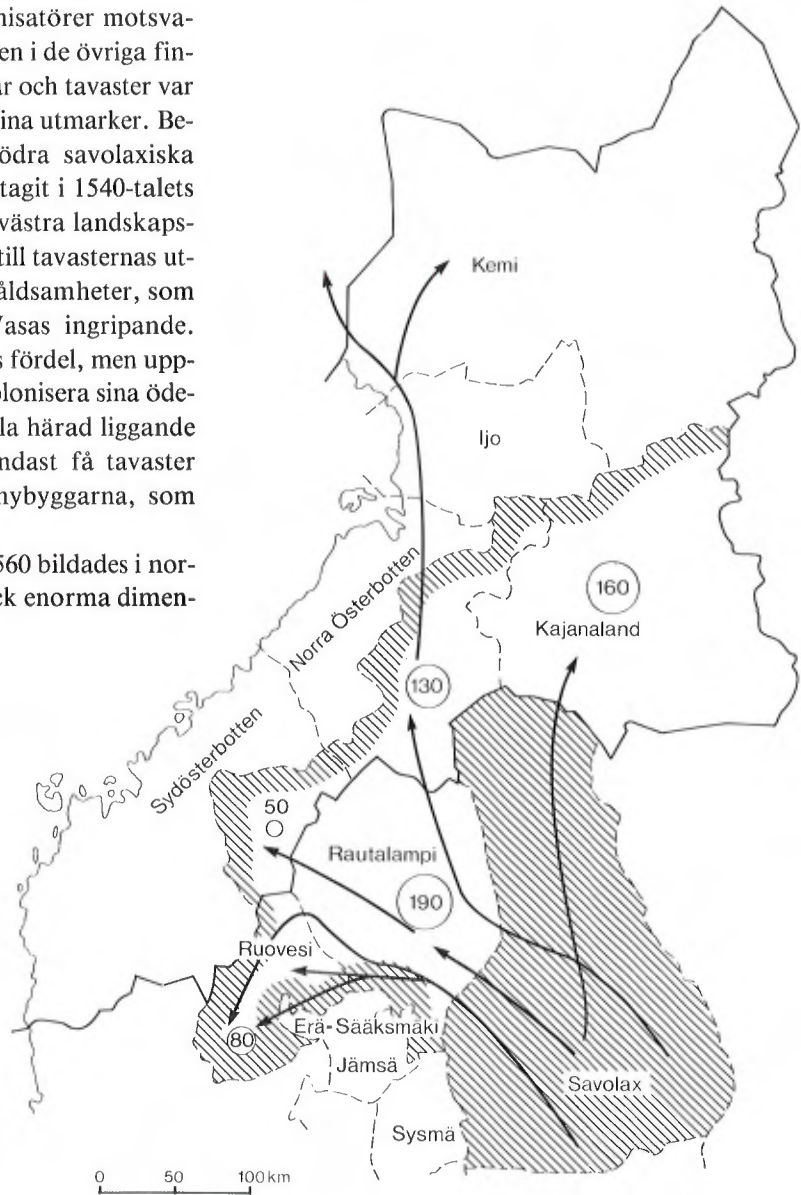 nisatörer motsva-
en i de övriga fin-
ar och tavaster var
ina utmarker. Be-
ödra savolaxiska
tagit i 1540-talets
västra landskaps-
till tavasternas ut-
åldsamheter, som
Vasas ingripande.
s fördel, men upp-
olonisera sina öde-
la härad liggande
ndast få tavaster
nybyggarna, som
560 bildades i nor-
ek enorma dimen-
Kemi
Ijo
Norra Österbotten
160
Kajanaland
130
Sydösterbotten
50
Rautalampi
190
Ruovesi
80
Erä-Sääksmäki
Jämsä
Savolax
Sysmä
0 50 100 km